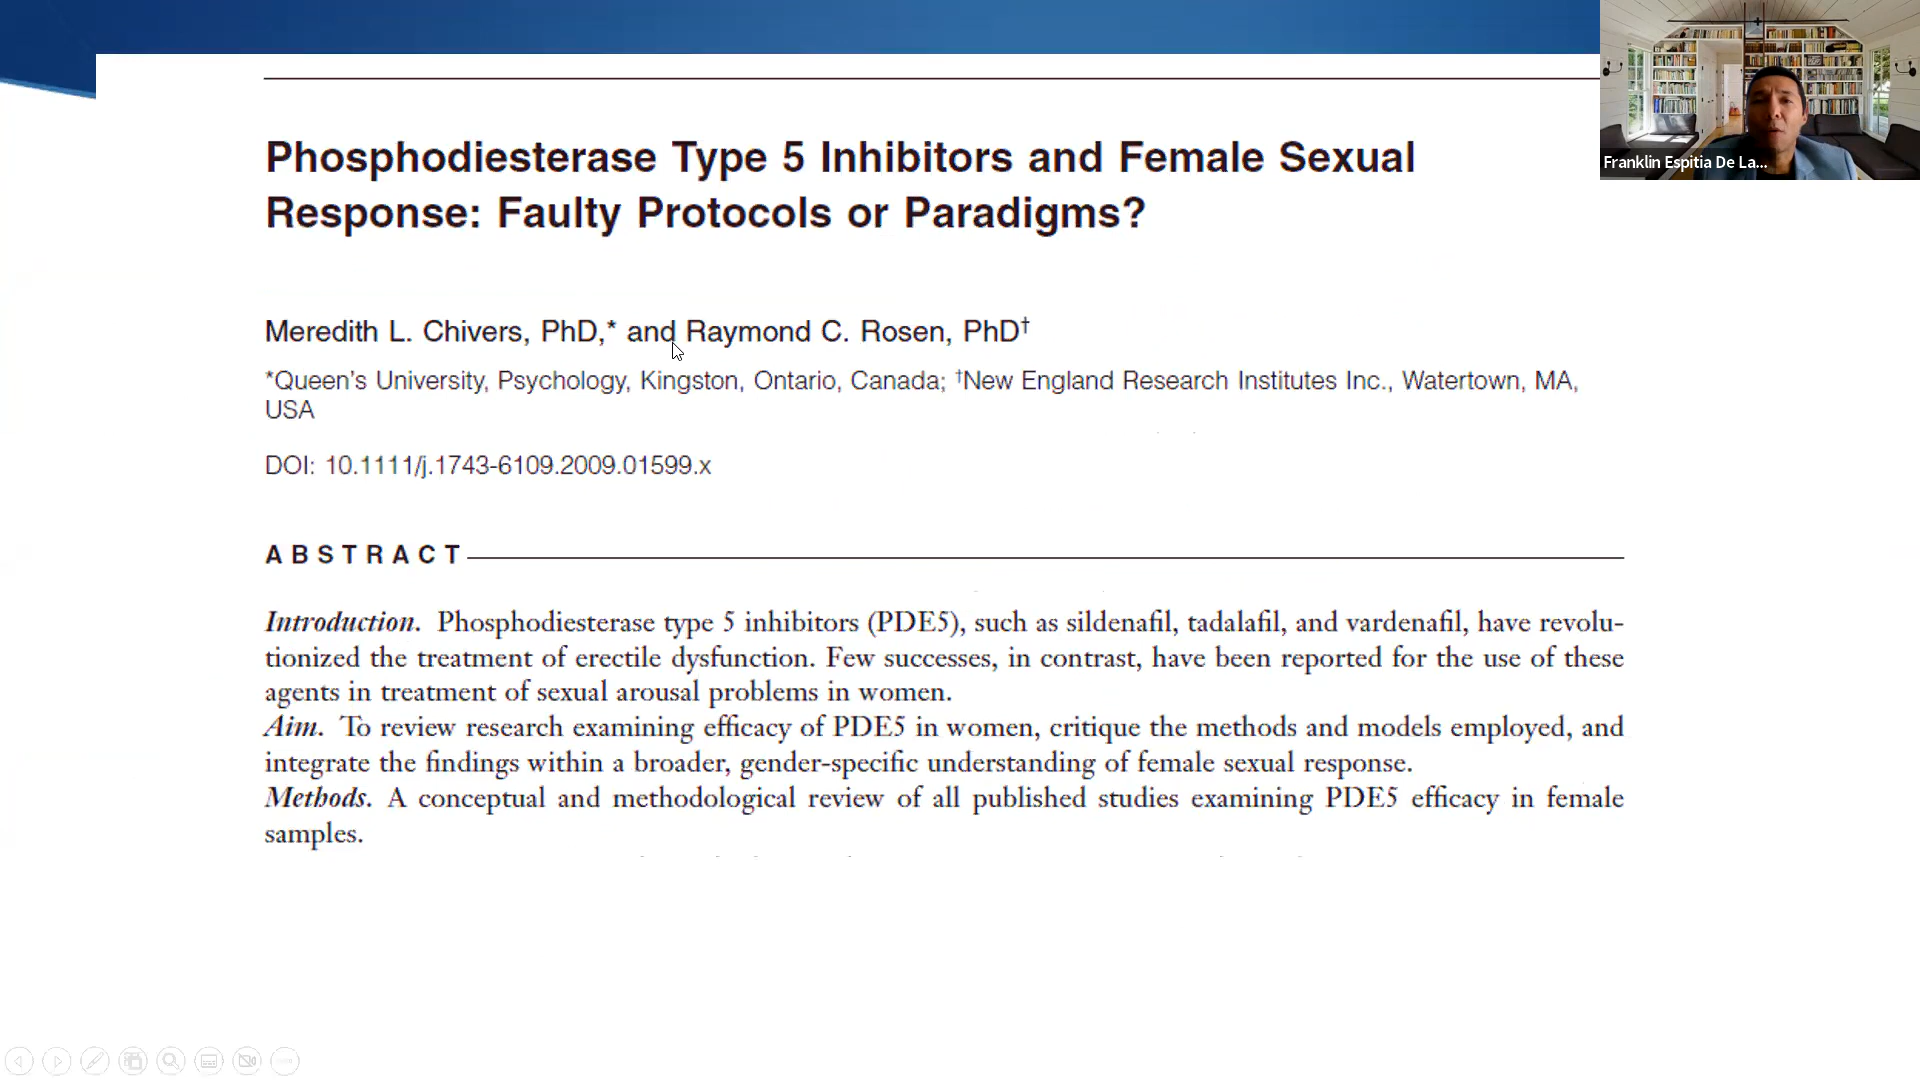 Phosphodiesterase Type 5 Inhibitors and Female Sexual
Response: Faulty Protocols or Paradigms?
Meredith L. Chivers, PhD,* and Raymond C. Rosen, PhD†
*Queen's University, Psychology, Kingston, Ontario, Canada; †New England Research Institutes Inc., Watertown, MA,
USA
DOI: 10.1111/j.1743-6109.2009.01599.x
ABSTRACT
Introduction. Phosphodiesterase type 5 inhibitors (PDE5), such as sildenafil, tadalafil, and vardenafil, have revolu-
tionized the treatment of erectile dysfunction. Few successes, in contrast, have been reported for the use of these
agents in treatment of sexual arousal problems in women.
Aim. To review research examining efficacy of PDE5 in women, critique the methods and models employed, and
integrate the findings within a broader, gender-specific understanding of female sexual response.
Methods. A conceptual and methodological review of all published studies examining PDE5 efficacy in female
samples.
Franklin Espitia De La...